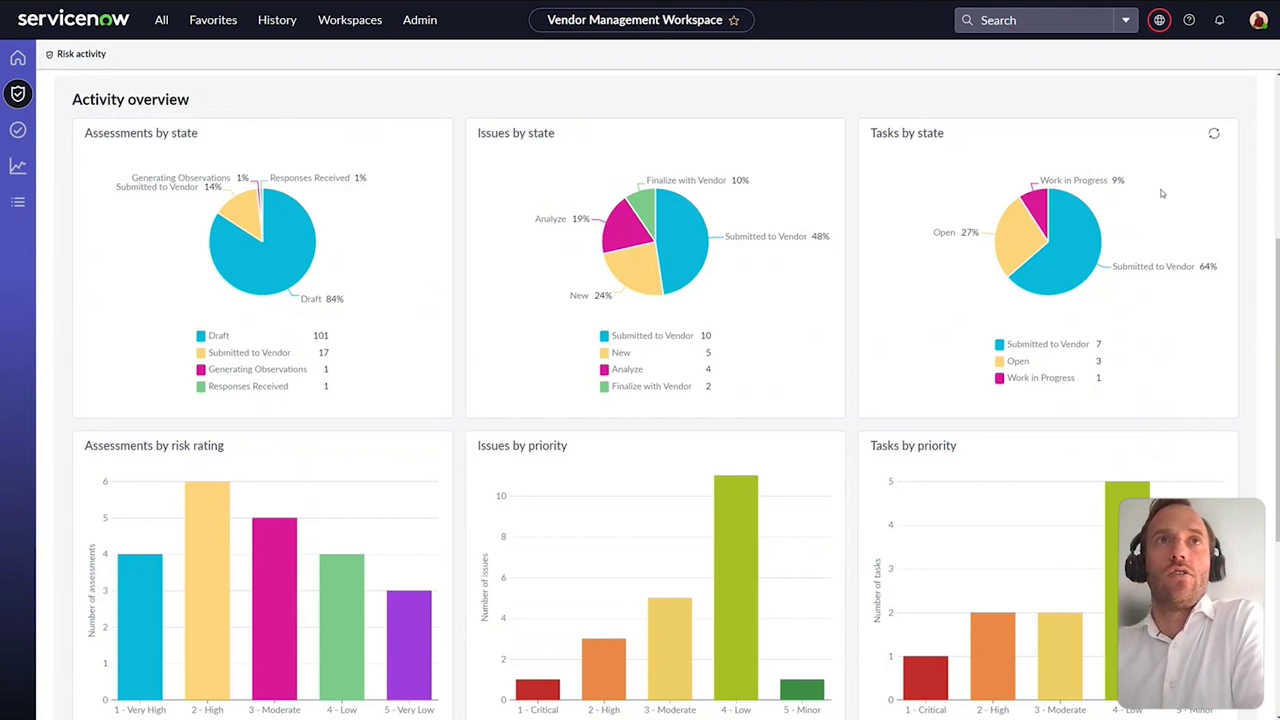 servicenow
All Favorites History Workspaces Admin
Vendor Management Workspace
Search
Risk activity
Activity overview
Assessments by state
Generating Observations 1%
Responses Received 1%
Submitted to Vendor 14%
Draft 84%
Draft 101
Submitted to Vendor 17
Generating Observations 1
Responses Received 1
Issues by state
Finalize with Vendor 10%
Analyze 19%
Submitted to Vendor 48%
New 24%
Submitted to Vendor 10
New 5
Analyze 4
Finalize with Vendor 2
Tasks by state
Work in Progress 9%
Open 27%
Submitted to Vendor 64%
Submitted to Vendor 7
Open 3
Work in Progress 1
Assessments by risk rating
Number of assessments
6
5
4
3
2
1
0
1 - Very High 2 - High 3 - Moderate 4 - Low 5 - Very Low
Issues by priority
Number of issues
10
8
6
4
2
0
1 - Critical 2 - High 3 - Moderate 4 - Low 5 - Minor
Tasks by priority
Number of tasks
5
4
3
2
1
0
1 - Critical 2 - High 3 - Moderate 4 - Low 5 - Minor